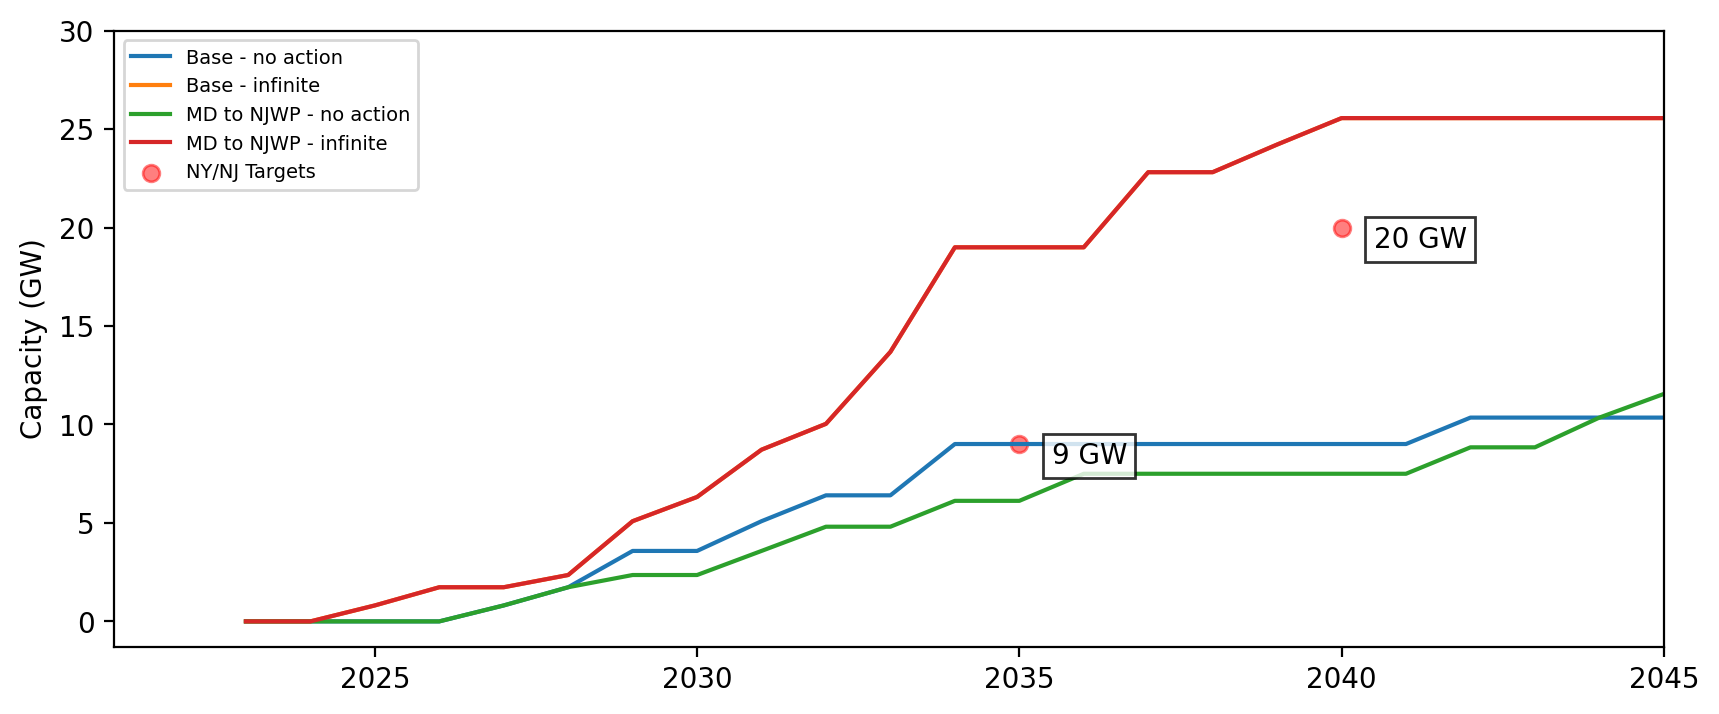 30
25
20
15
10
5
0
Capacity (GW)
Base - no action
Base - infinite
MD to NJWP - no action
MD to NJWP - infinite
NY/NJ Targets
20 GW
9 GW
2025
2030
2035
2040
2045